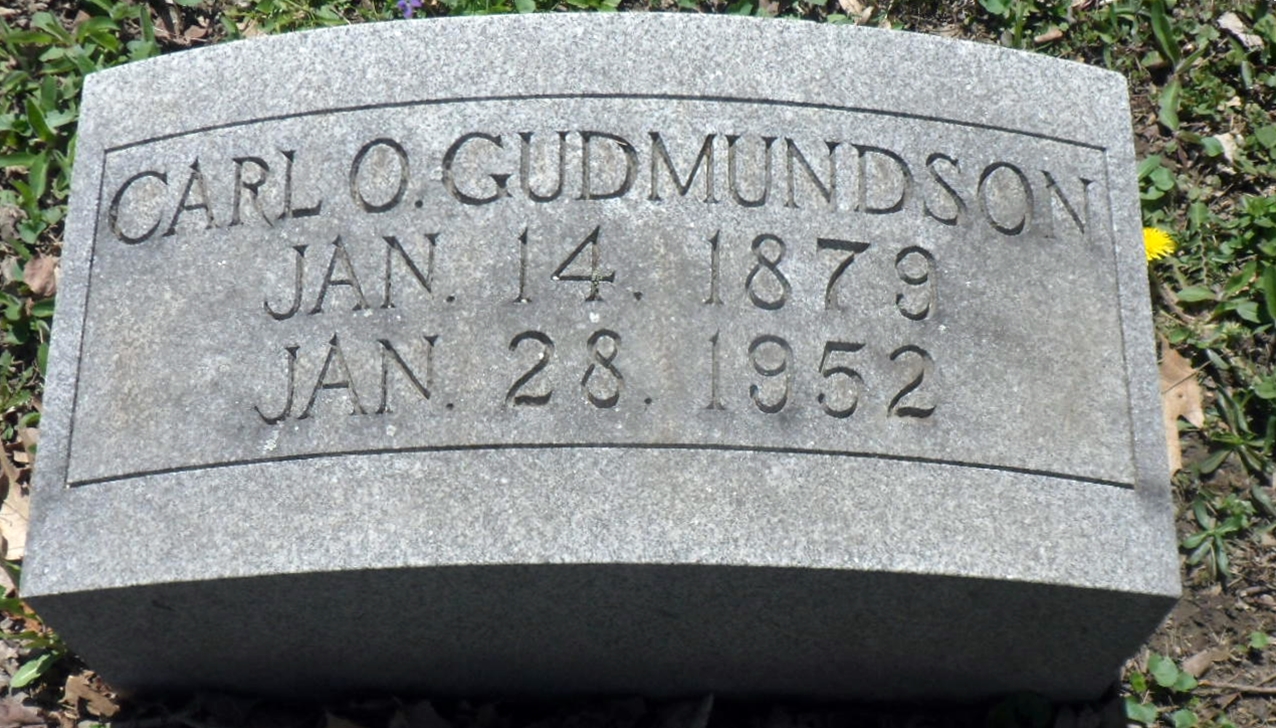 CARL O. GUDMUNDSON
JAN. 14. 1879
JAN. 28. 1952